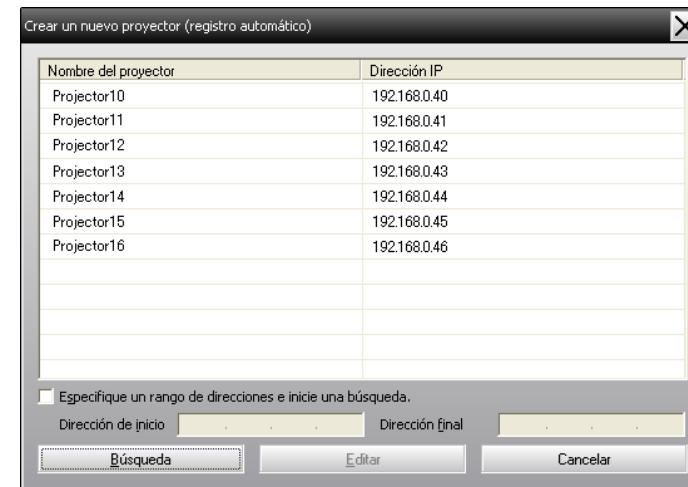 Crear un nuevo proyector (registro automático)
Nombre del proyector Dirección IP
Projector10 192.168.0.40
Projector11 192.168.0.41
Projector12 192.168.0.42
Projector13 192.168.0.43
Projector14 192.168.0.44
Projector15 192.168.0.45
Projector16 192.168.0.46
Especifique un rango de direcciones e inicie una búsqueda.
Dirección de inicio . . . Dirección final . . .
Búsqueda Editar Cancelar